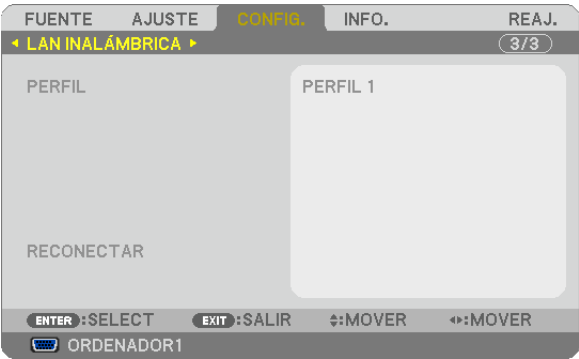 FUENTE AJUSTE CONFIG. INFO. REAJ.
LAN INALÁMBRICA 3/3
PERFIL PERFIL 1
RECONECTAR
ENTER :SELECT EXIT :SALIR :MOVER :MOVER
ORDENADOR1